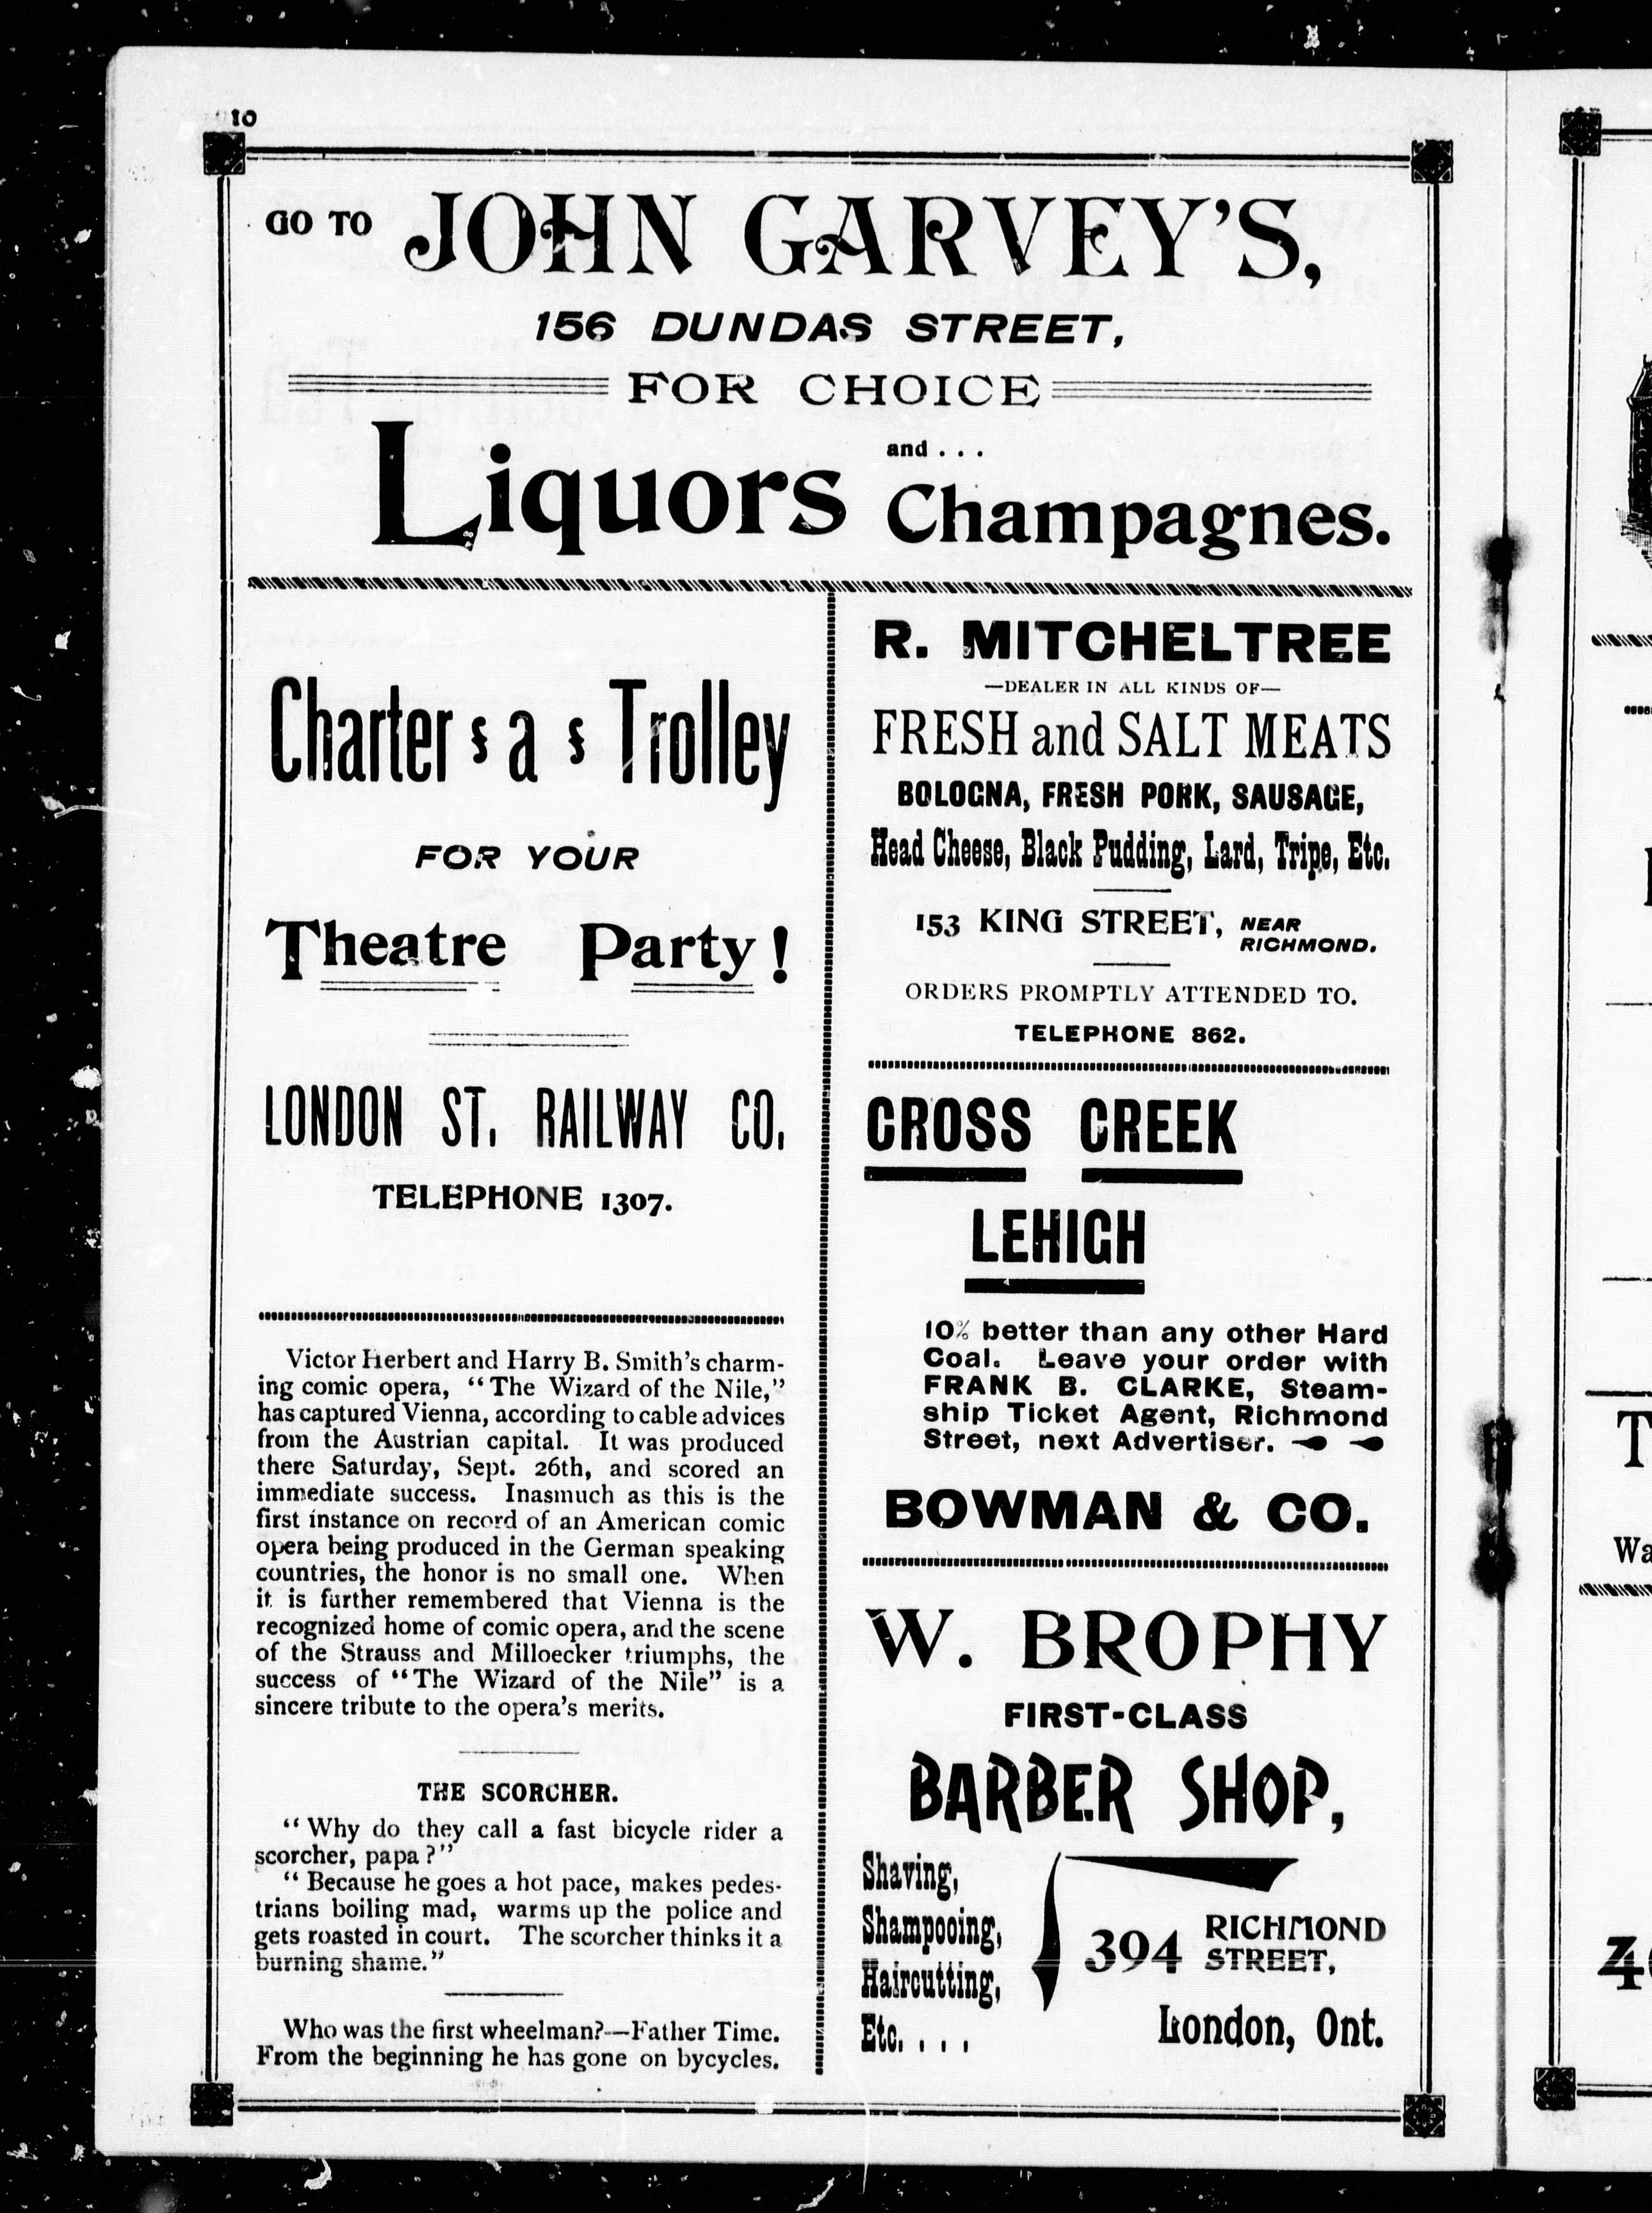 10
GO TO JOHN GARVEY'S,
156 DUNDAS STREET,
FOR CHOICE
Liquors and . . . Champagnes.
Charter a Trolley
FOR YOUR
Theatre Party!
LONDON ST. RAILWAY CO.
TELEPHONE 1307.
Victor Herbert and Harry B. Smith's charm-
ing comic opera, "The Wizard of the Nile,"
has captured Vienna, according to cable advices
from the Austrian capital. It was produced
there Saturday, Sept. 26th, and scored an
immediate success. Inasmuch as this is the
first instance on record of an American comic
opera being produced in the German speaking
countries, the honor is no small one. When
it is further remembered that Vienna is the
recognized home of comic opera, and the scene
of the Strauss and Milloecker triumphs, the
success of "The Wizard of the Nile" is a
sincere tribute to the opera's merits.
THE SCORCHER.
"Why do they call a fast bicycle rider a
scorcher, papa?"
"Because he goes a hot pace, makes pedes-
trians boiling mad, warms up the police and
gets roasted in court. The scorcher thinks it a
burning shame."
Who was the first wheelman?—Father Time.
From the beginning he has gone on bycycles.
R. MITCHELTREE
—DEALER IN ALL KINDS OF—
FRESH and SALT MEATS
BOLOGNA, FRESH PORK, SAUSAGE,
Head Cheese, Black Pudding, Lard, Tripe, Etc.
153 KING STREET, NEAR
RICHMOND.
ORDERS PROMPTLY ATTENDED TO.
TELEPHONE 862.
CROSS CREEK
LEHIGH
10% better than any other Hard
Coal. Leave your order with
FRANK B. CLARKE, Steam-
ship Ticket Agent, Richmond
Street, next Advertiser.
BOWMAN & CO.
W. BROPHY
FIRST-CLASS
BARBER SHOP,
Shaving,
Shampooing,
Haircutting,
Etc. . . .
394 RICHMOND
STREET,
London, Ont.